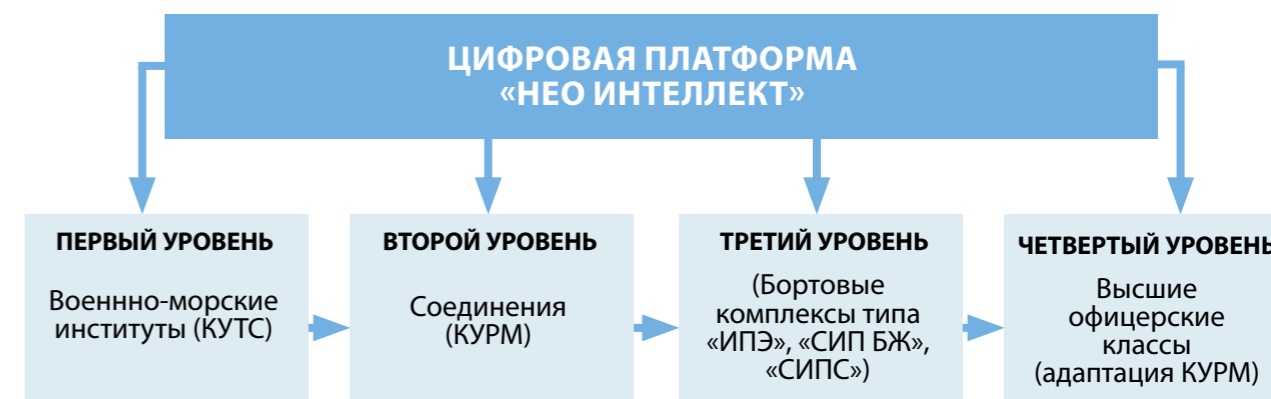 ЦИФРОВАЯ ПЛАТФОРМА
«НЕО ИНТЕЛЛЕКТ»
ПЕРВЫЙ УРОВЕНЬ
Военнно-морские
институты (КУТС)
ВТОРОЙ УРОВЕНЬ
Соединения
(КУРМ)
ТРЕТИЙ УРОВЕНЬ
(Бортовые
комплексы типа
«ИПЭ», «СИП БЖ»,
«СИПС»)
ЧЕТВЕРТЫЙ УРОВЕНЬ
Высшие
офицерские
классы
(адаптация КУРМ)